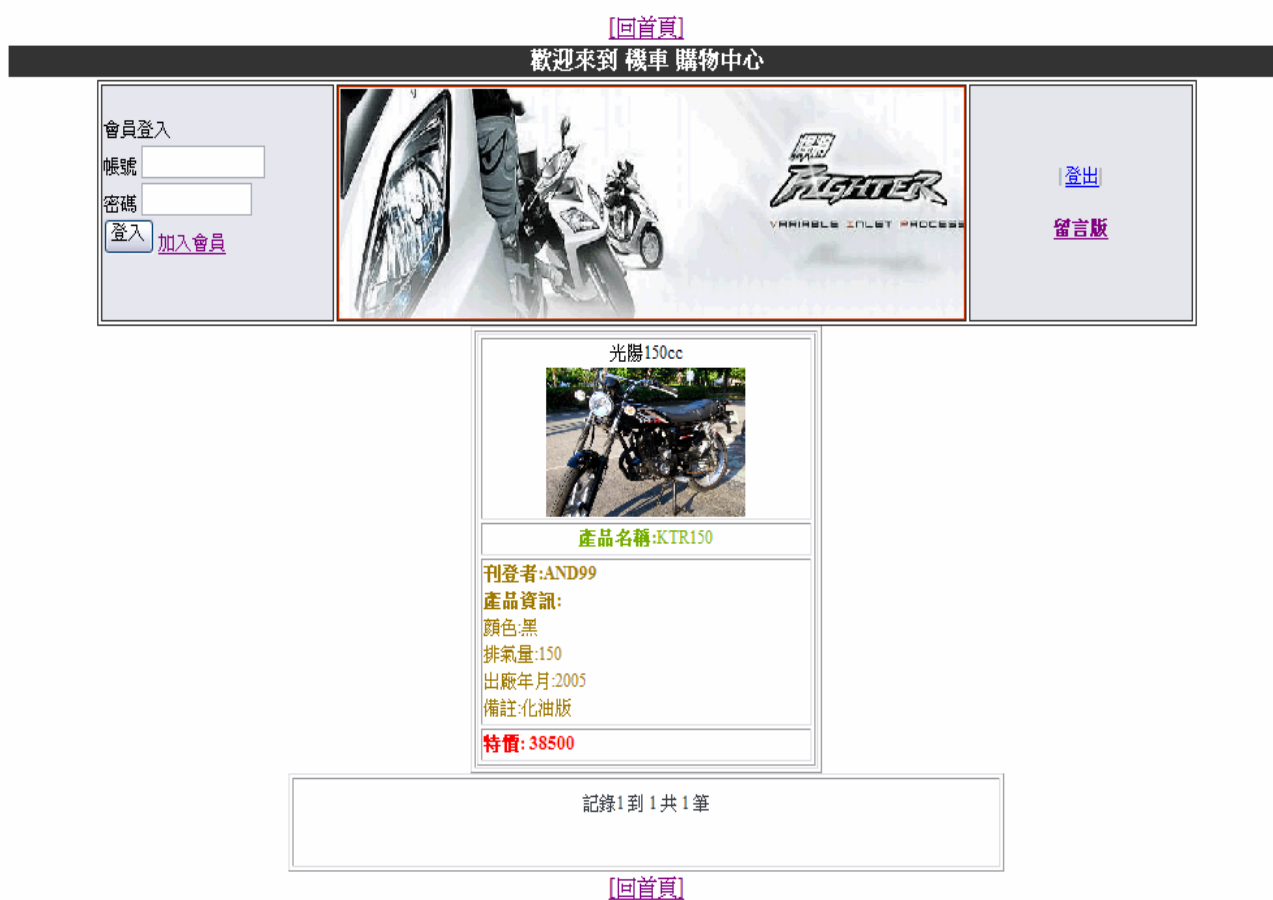 [回首頁]
歡迎來到 機車 購物中心
會員登入
帳號
密碼
登入 加入會員
悍將
FIGHTER
VARIABLE INLET PROCESS
|登出|
留言版
光陽150cc
產品名稱:KTR150
刊登者:AND99
產品資訊:
顏色:黑
排氣量:150
出廠年月:2005
備註:化油版
特價: 38500
記錄1 到 1 共 1 筆
[回首頁]